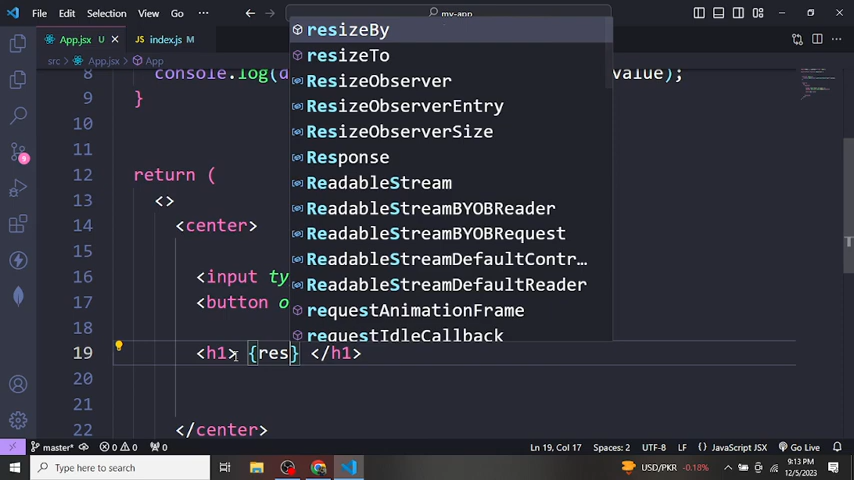 File Edit Selection View Go ··· my-app
App.jsx U × index.js M
src > App.jsx > App
8 console.log(d value);
9 }
10
11
12 return (
13 <>
14 <center>
15
16 <input ty
17 <button o
18
19 <h1> {res} </h1>
20
21
22 </center>
resizeBy
resizeTo
ResizeObserver
ResizeObserverEntry
ResizeObserverSize
Response
ReadableStream
ReadableStreamBYOBReader
ReadableStreamBYOBRequest
ReadableStreamDefaultContr...
ReadableStreamDefaultReader
requestAnimationFrame
requestIdleCallback
master* 0 0 0 Ln 19, Col 17 Spaces: 2 UTF-8 LF {} JavaScript JSX Go Live
Type here to search USD/PKR -0.18% 9:13 PM
12/5/2023